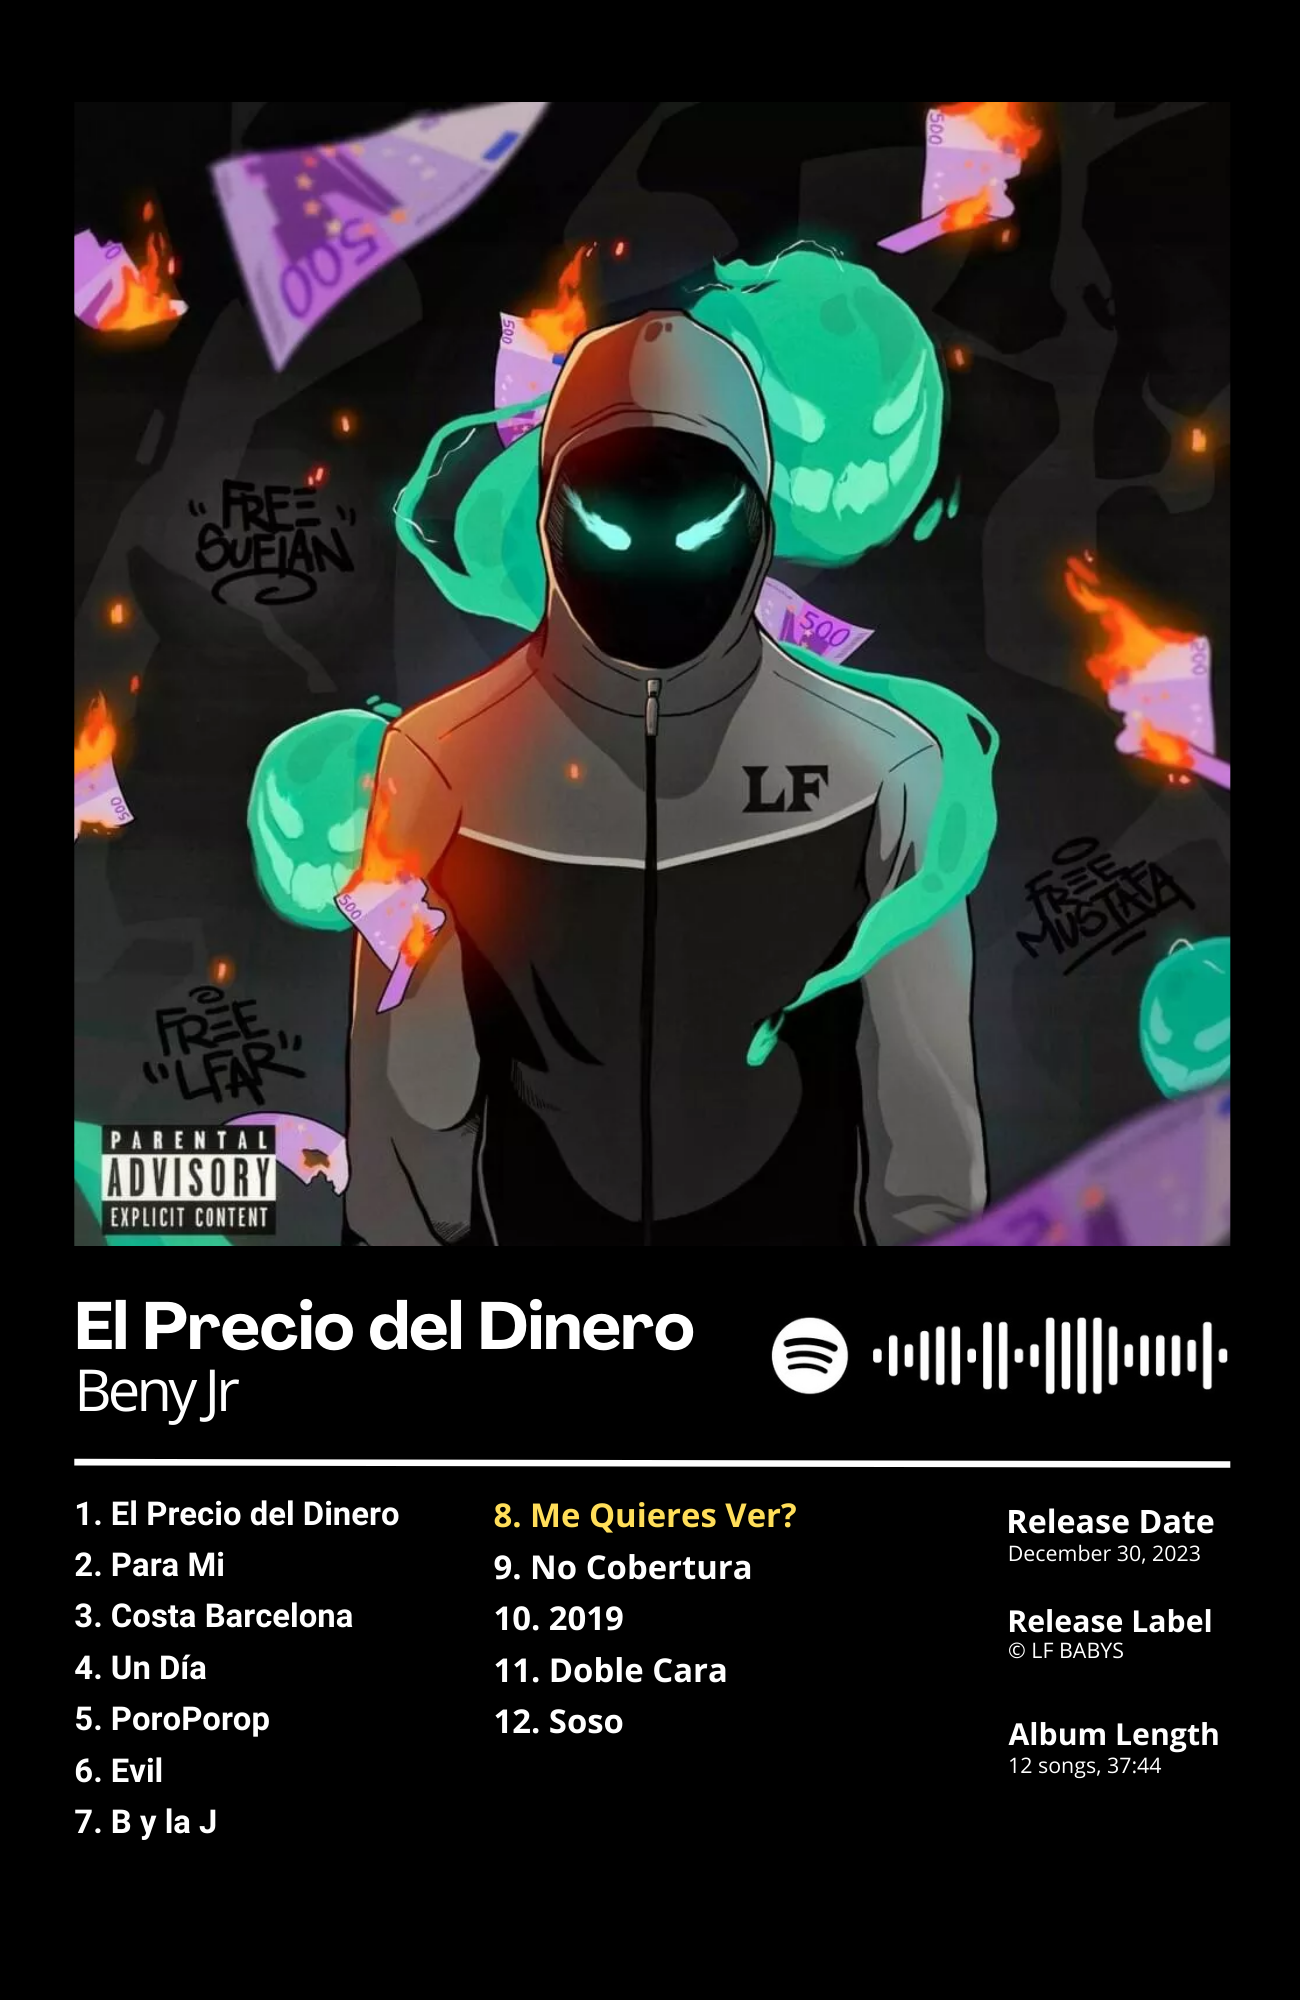 500
500
500
"FREE
SUFIAN"
500
LF
500
500
FREE
MUSTAFA
FREE
"LFAR"
PARENTAL
ADVISORY
EXPLICIT CONTENT
El Precio del Dinero
Beny Jr
1. El Precio del Dinero
2. Para Mi
3. Costa Barcelona
4. Un Día
5. PoroPorop
6. Evil
7. B y la J
8. Me Quieres Ver?
9. No Cobertura
10. 2019
11. Doble Cara
12. Soso
Release Date
December 30, 2023
Release Label
© LF BABYS
Album Length
12 songs, 37:44